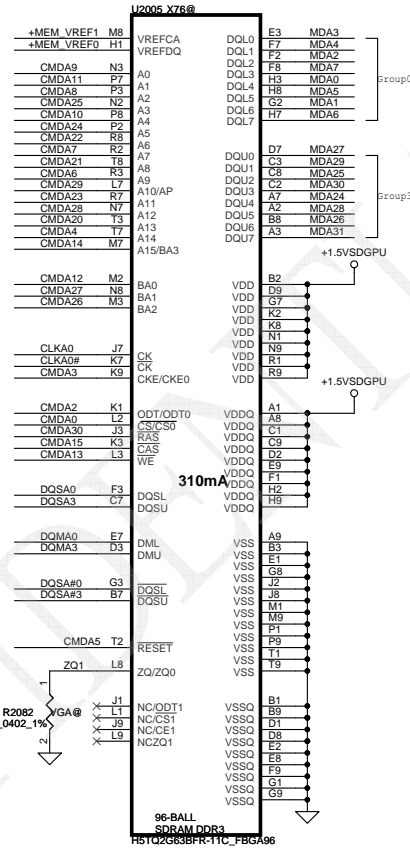 U2005 X76@
+MEM_VREF1 M8 VREFCA DQL0 E3 MDA3
+MEM_VREF0 H1 VREFDQ DQL1 F7 MDA4
DQL2 F2 MDA2
CMDA9 N3 A0 DQL3 F8 MDA7
CMDA11 P7 A1 DQL4 H3 MDA0 Group0
CMDA8 P3 A2 DQL5 H8 MDA5
CMDA25 N2 A3 DQL6 G2 MDA1
CMDA10 P8 A4 DQL7 H7 MDA6
CMDA24 P2 A5
CMDA22 R8 A6
CMDA7 R2 A7 DQU0 D7 MDA27
CMDA21 T8 A8 DQU1 C3 MDA29
CMDA6 R3 A9 DQU2 C8 MDA25
CMDA29 L7 A10/AP DQU3 C2 MDA30
CMDA23 R7 A11 DQU4 A7 MDA24 Group3
CMDA28 N7 A12 DQU5 A2 MDA28
CMDA20 T3 A13 DQU6 B8 MDA26
CMDA4 T7 A14 DQU7 A3 MDA31
CMDA14 M7 A15/BA3
+1.5VSDGPU
CMDA12 M2 BA0 VDD B2
CMDA27 N8 BA1 VDD D9
CMDA26 M3 BA2 VDD G7
VDD K2
VDD K8
VDD N1
CLKA0 J7 CK VDD N9
CLKA0# K7 CK VDD R1
CMDA3 K9 CKE/CKE0 VDD R9
+1.5VSDGPU
CMDA2 K1 ODT/ODT0 VDDQ A1
CMDA0 L2 CS/CS0 VDDQ A8
CMDA30 J3 RAS VDDQ C1
CMDA15 K3 CAS VDDQ C9
CMDA13 L3 WE VDDQ D2
VDDQ E9
310mA
VDDQ F1
DQSA0 F3 DQSL VDDQ H2
DQSA3 C7 DQSU VDDQ H9
DQMA0 E7 DML VSS A9
DQMA3 D3 DMU VSS B3
VSS E1
VSS G8
DQSA#0 G3 DQSL VSS J2
DQSA#3 B7 DQSU VSS J8
VSS M1
VSS M9
VSS P1
CMDA5 T2 RESET VSS P9
VSS T1
ZQ1 L8 ZQ/ZQ0 VSS T9
1
J1 NC/ODT1 VSSQ B1
R2082 VGA@ L1 NC/CS1 VSSQ B9
_0402_1% J9 NC/CE1 VSSQ D1
2 L9 NCZQ1 VSSQ D8
VSSQ E2
VSSQ E8
VSSQ F9
VSSQ G1
VSSQ G9
96-BALL
SDRAM DDR3
H5TQ2G63BFR-11C_FBGA96